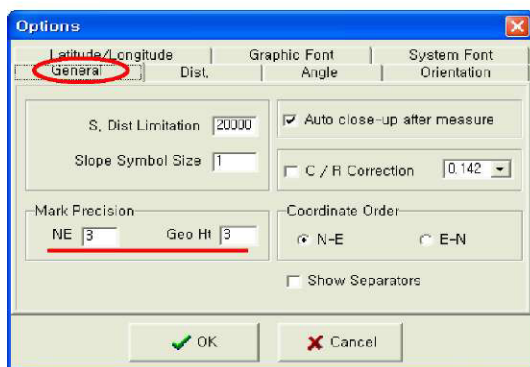 Options
Latitude/Longitude Graphic Font System Font
General Dist. Angle Orientation
S. Dist Limitation 20000
Auto close-up after measure
Slope Symbol Size 1
C / R Correction 0.142
Mark Precision
NE 3 Geo Ht 3
Coordinate Order
N-E E-N
Show Separators
OK Cancel